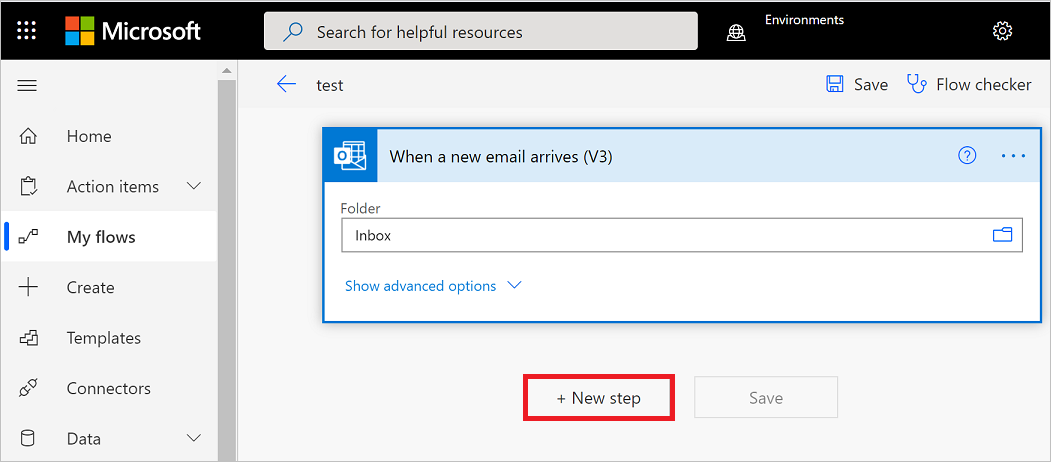 Microsoft
Search for helpful resources
Environments
test
Save
Flow checker
Home
Action items
My flows
Create
Templates
Connectors
Data
When a new email arrives (V3)
Folder
Inbox
Show advanced options
+ New step
Save